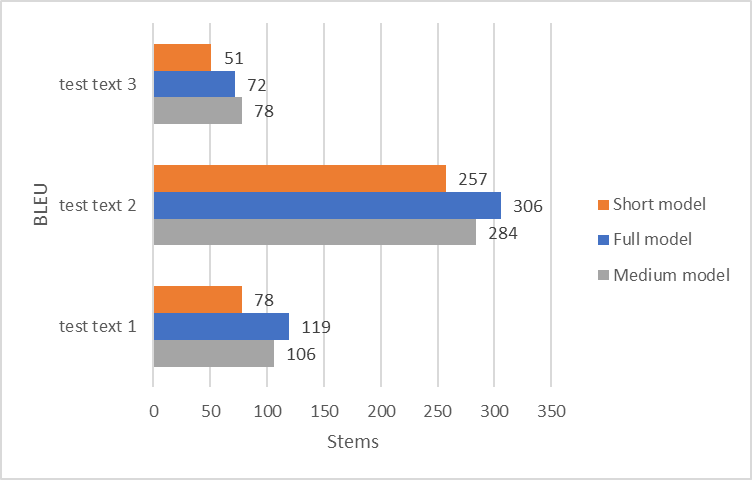 BLEU
test text 3
51
72
78
test text 2
257
306
284
test text 1
78
119
106
0 50 100 150 200 250 300 350
Stems
Short model
Full model
Medium model